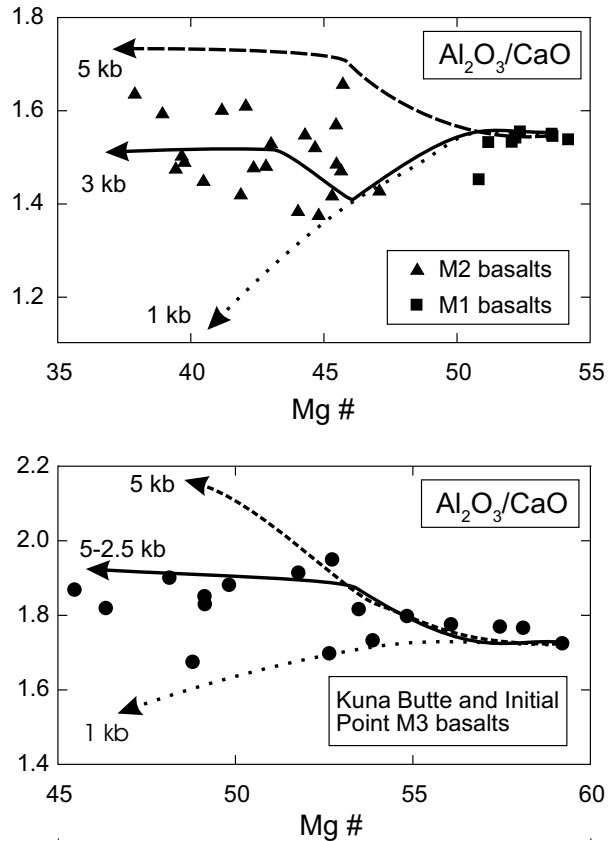 1.8
Al₂O₃/CaO
5 kb
1.6
3 kb
1.4
M2 basalts
1.2
1 kb
M1 basalts
35 40 45 50 55
Mg #
2.2
5 kb
Al₂O₃/CaO
2.0
5-2.5 kb
1.8
1.6
Kuna Butte and Initial
Point M3 basalts
1 kb
1.4
45 50 55 60
Mg #